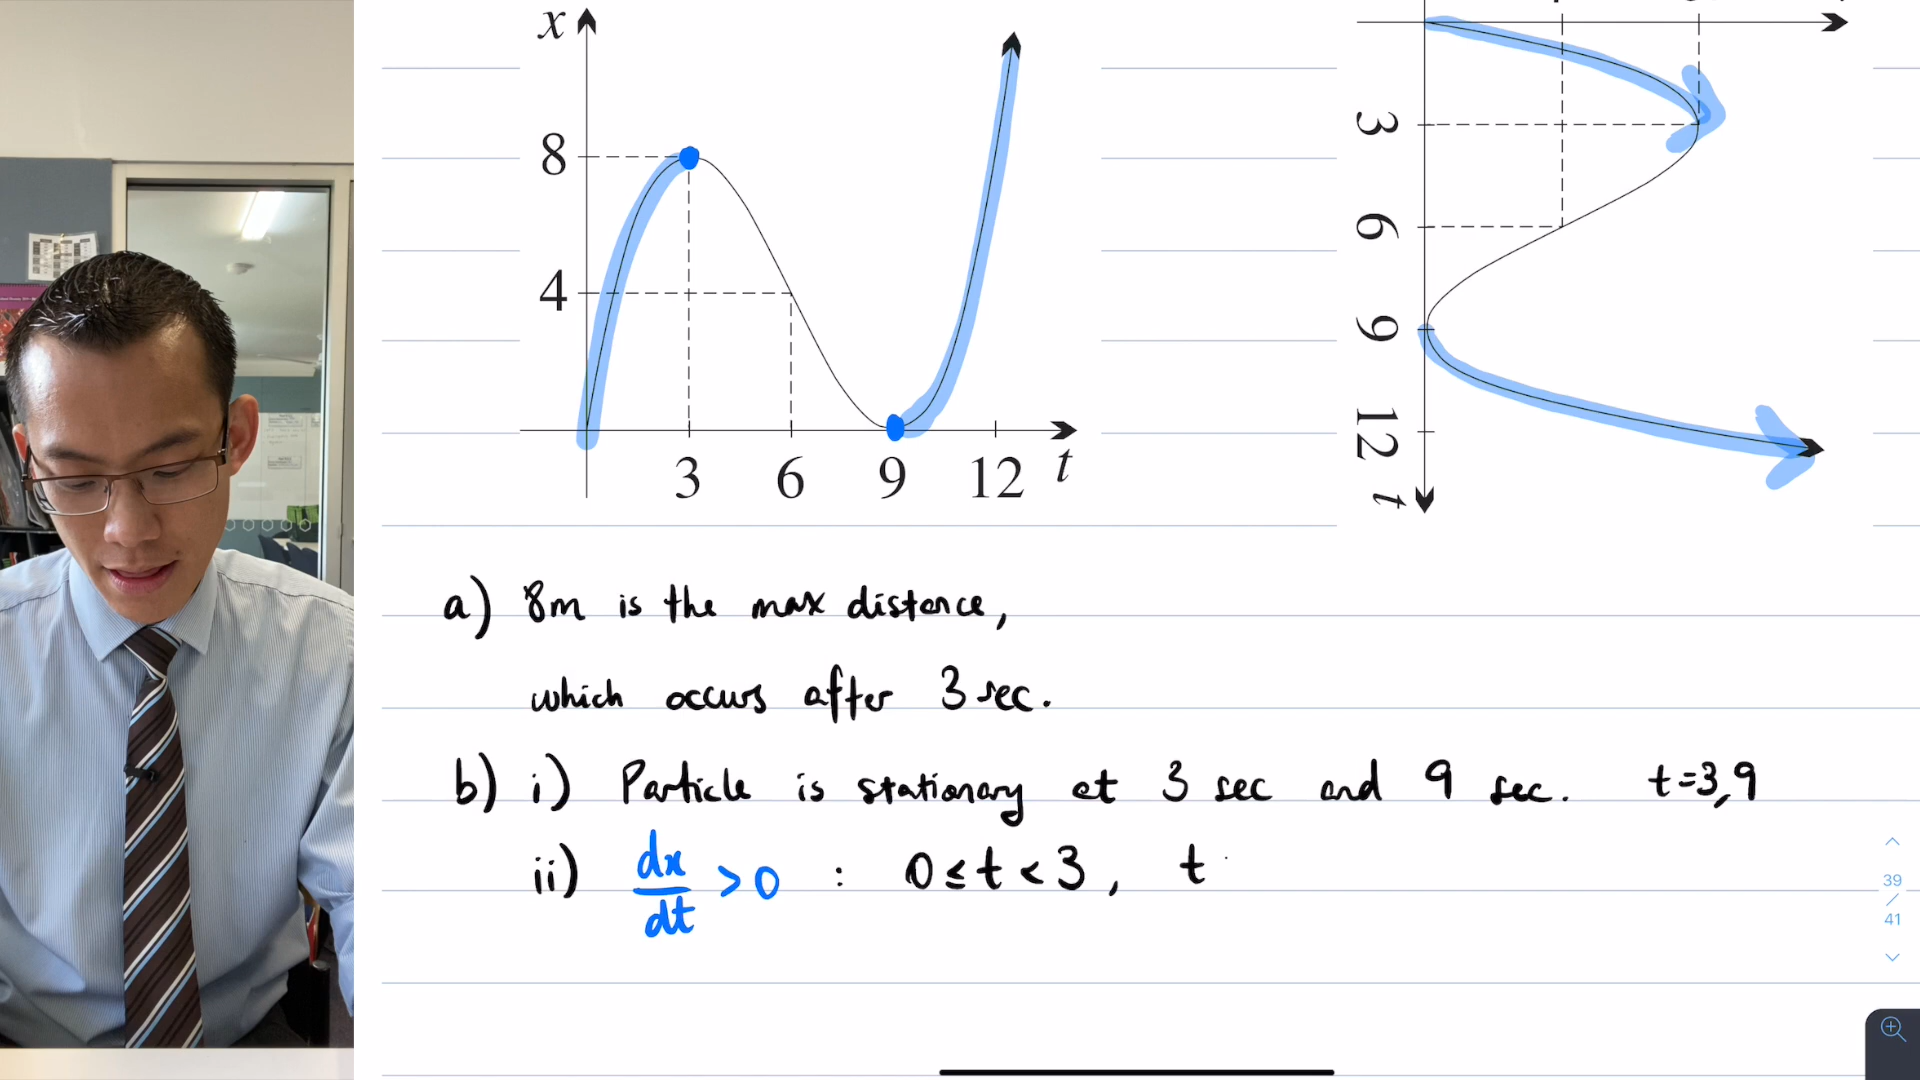 x
8
4
3 6 9 12 t
3
6
9
12
t
a) 8m is the max distance,
which occurs after 3 sec.
b) i) Particle is stationary at 3 sec and 9 sec. t=3,9
ii) dx/dt >0 : 0≤t<3, t
39
/
41